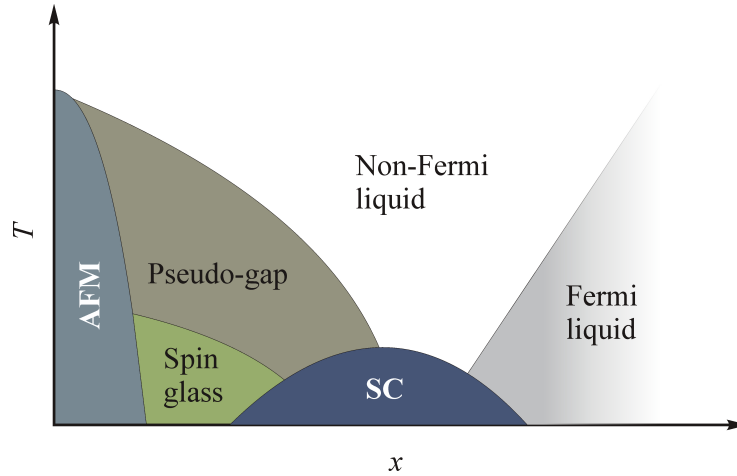 T
AFM
Pseudo-gap
Spin
glass
Non-Fermi
liquid
SC
Fermi
liquid
x